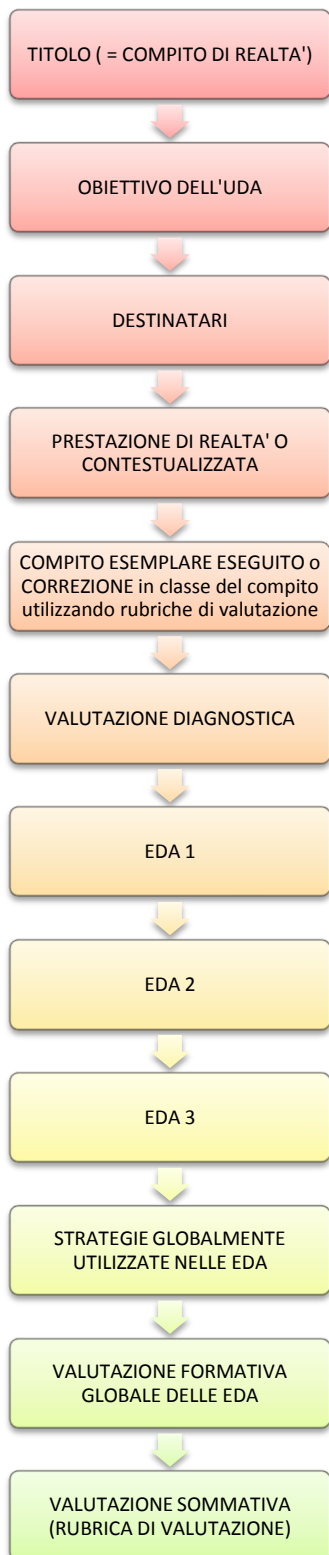 TITOLO ( = COMPITO DI REALTA')
OBIETTIVO DELL'UDA
DESTINATARI
PRESTAZIONE DI REALTA' O
CONTESTUALIZZATA
COMPITO ESEMPLARE ESEGUITO o
CORREZIONE in classe del compito
utilizzando rubriche di valutazione
VALUTAZIONE DIAGNOSTICA
EDA 1
EDA 2
EDA 3
STRATEGIE GLOBALMENTE
UTILIZZATE NELLE EDA
VALUTAZIONE FORMATIVA
GLOBALE DELLE EDA
VALUTAZIONE SOMMATIVA
(RUBRICA DI VALUTAZIONE)